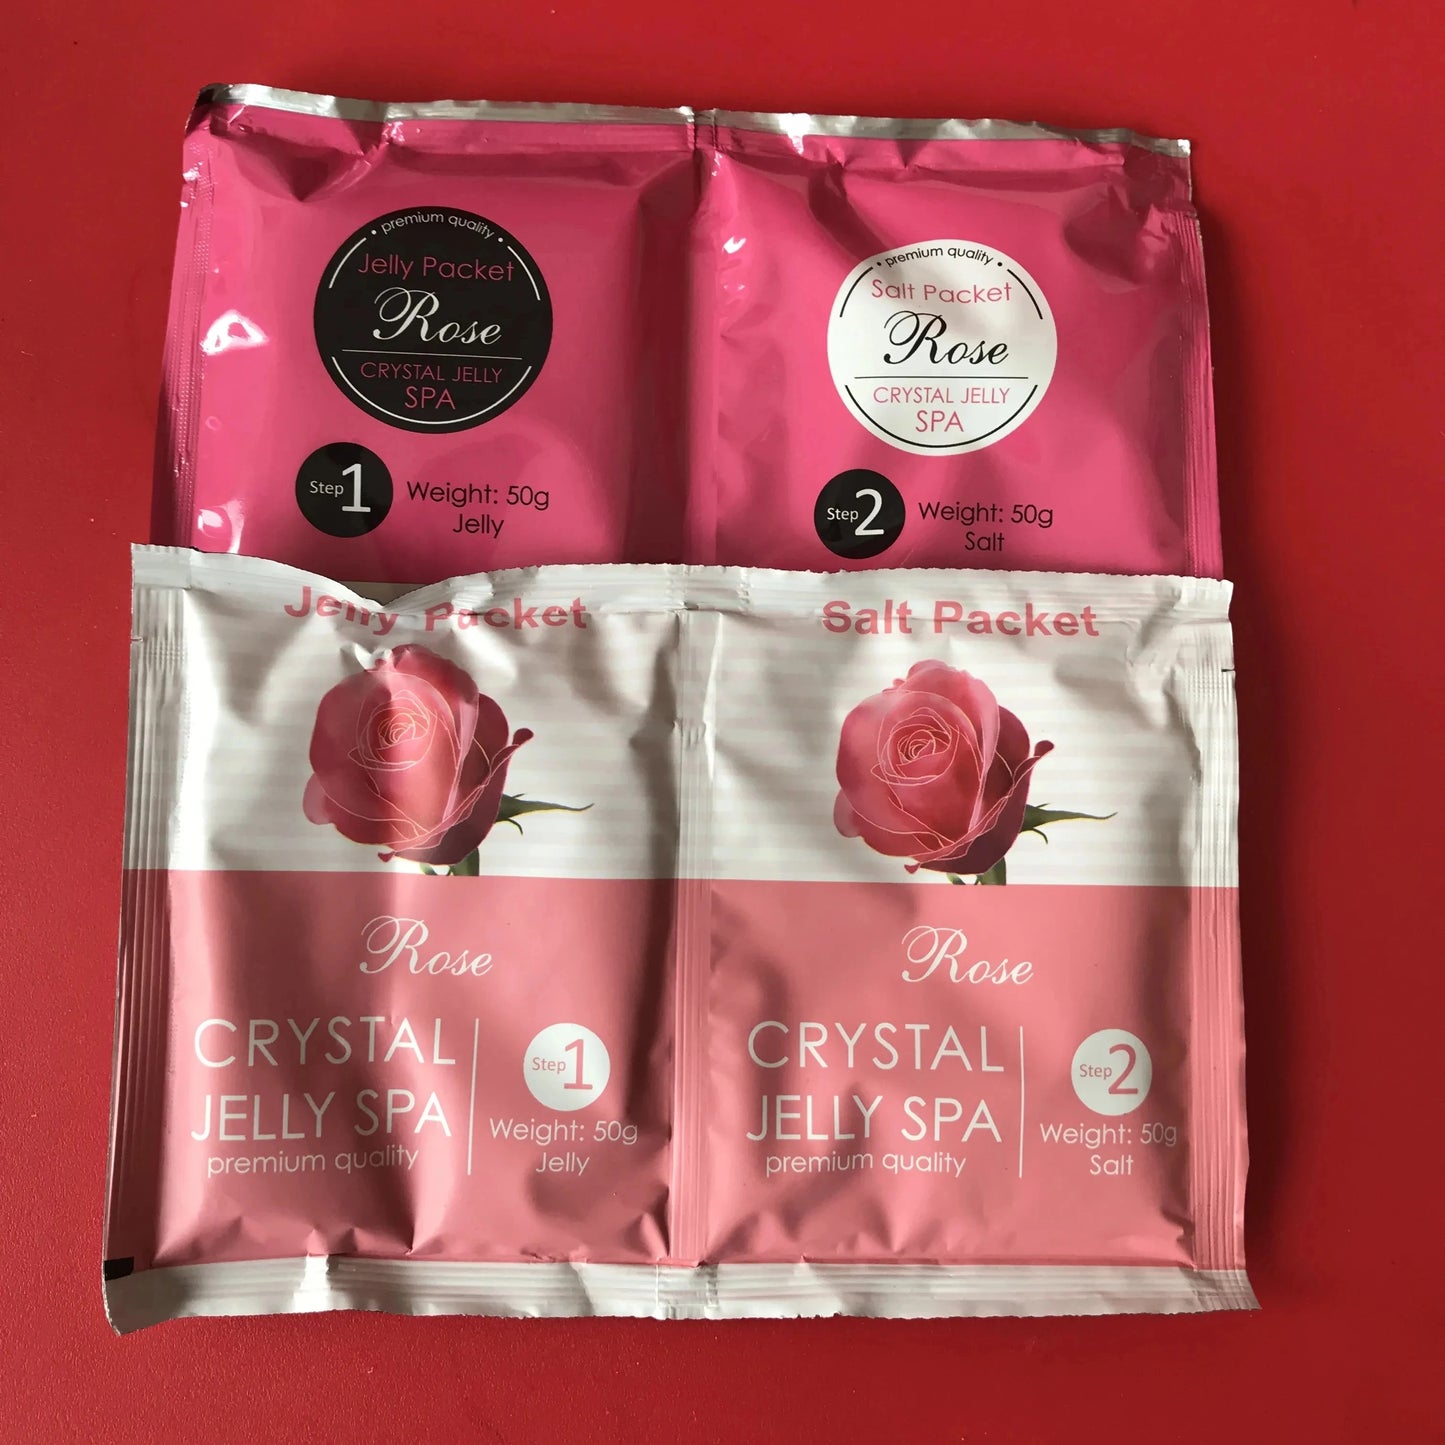 premium quality
Jelly Packet
Rose
CRYSTAL JELLY
SPA
Step 1
Weight: 50g
Jelly
premium quality
Salt Packet
Rose
CRYSTAL JELLY
SPA
Step 2
Weight: 50g
Salt
Jelly Packet
Rose
CRYSTAL
JELLY SPA
premium quality
Step 1
Weight: 50g
Jelly
Salt Packet
Rose
CRYSTAL
JELLY SPA
premium quality
Step 2
Weight: 50g
Salt